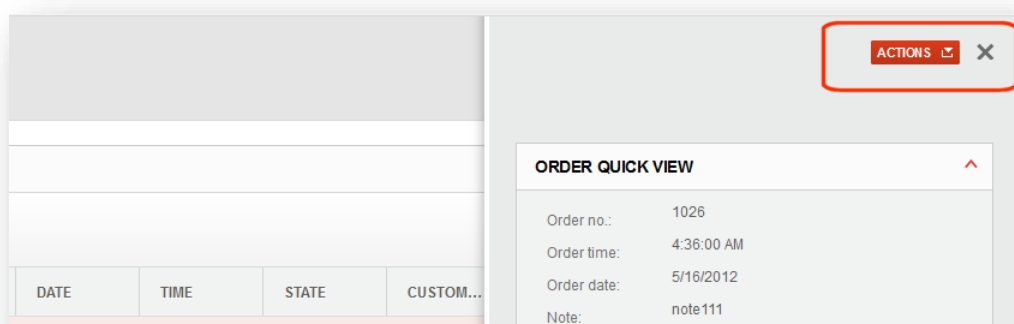 ACTIONS
ORDER QUICK VIEW
Order no.: 1026
Order time: 4:36:00 AM
Order date: 5/16/2012
Note: note111
DATE TIME STATE CUSTOM...